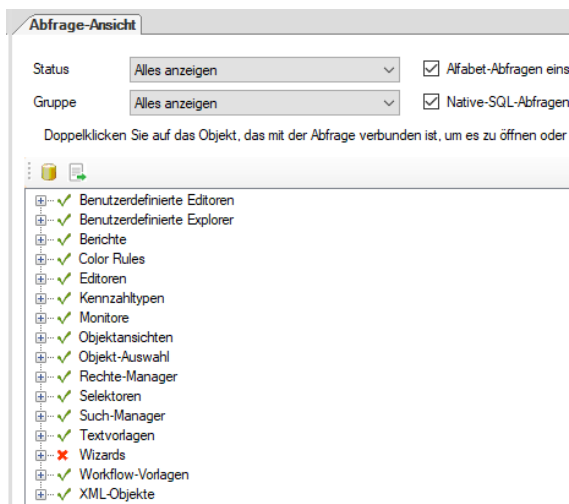 Abfrage-Ansicht
Status Alles anzeigen Alfabet-Abfragen eins
Gruppe Alles anzeigen Native-SQL-Abfragen
Doppelklicken Sie auf das Objekt, das mit der Abfrage verbunden ist, um es zu öffnen oder
Benutzerdefinierte Editoren
Benutzerdefinierte Explorer
Berichte
Color Rules
Editoren
Kennzahltypen
Monitore
Objektansichten
Objekt-Auswahl
Rechte-Manager
Selektoren
Such-Manager
Textvorlagen
Wizards
Workflow-Vorlagen
XML-Objekte